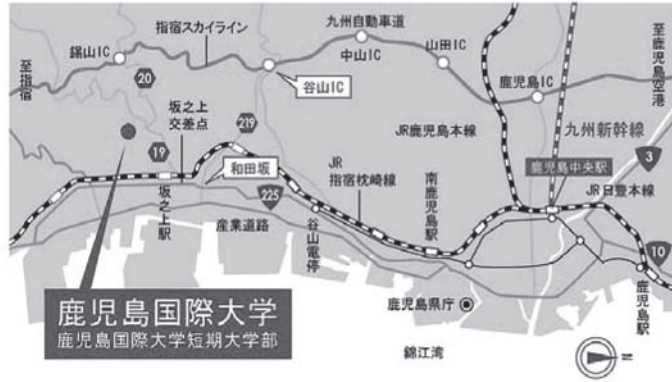 指宿スカイライン
九州自動車道
錫山IC
中山IC
山田IC
至鹿児島空港
至指宿
20
谷山IC
鹿児島IC
坂之上
交差点
219
JR鹿児島本線
九州新幹線
3
19
和田坂
JR
指宿枕崎線
鹿児島中央駅
225
南鹿児島駅
JR日豊本線
坂之上駅
産業道路
谷山電停
10
鹿児島国際大学
鹿児島国際大学短期大学部
鹿児島県庁
鹿児島駅
錦江湾
N